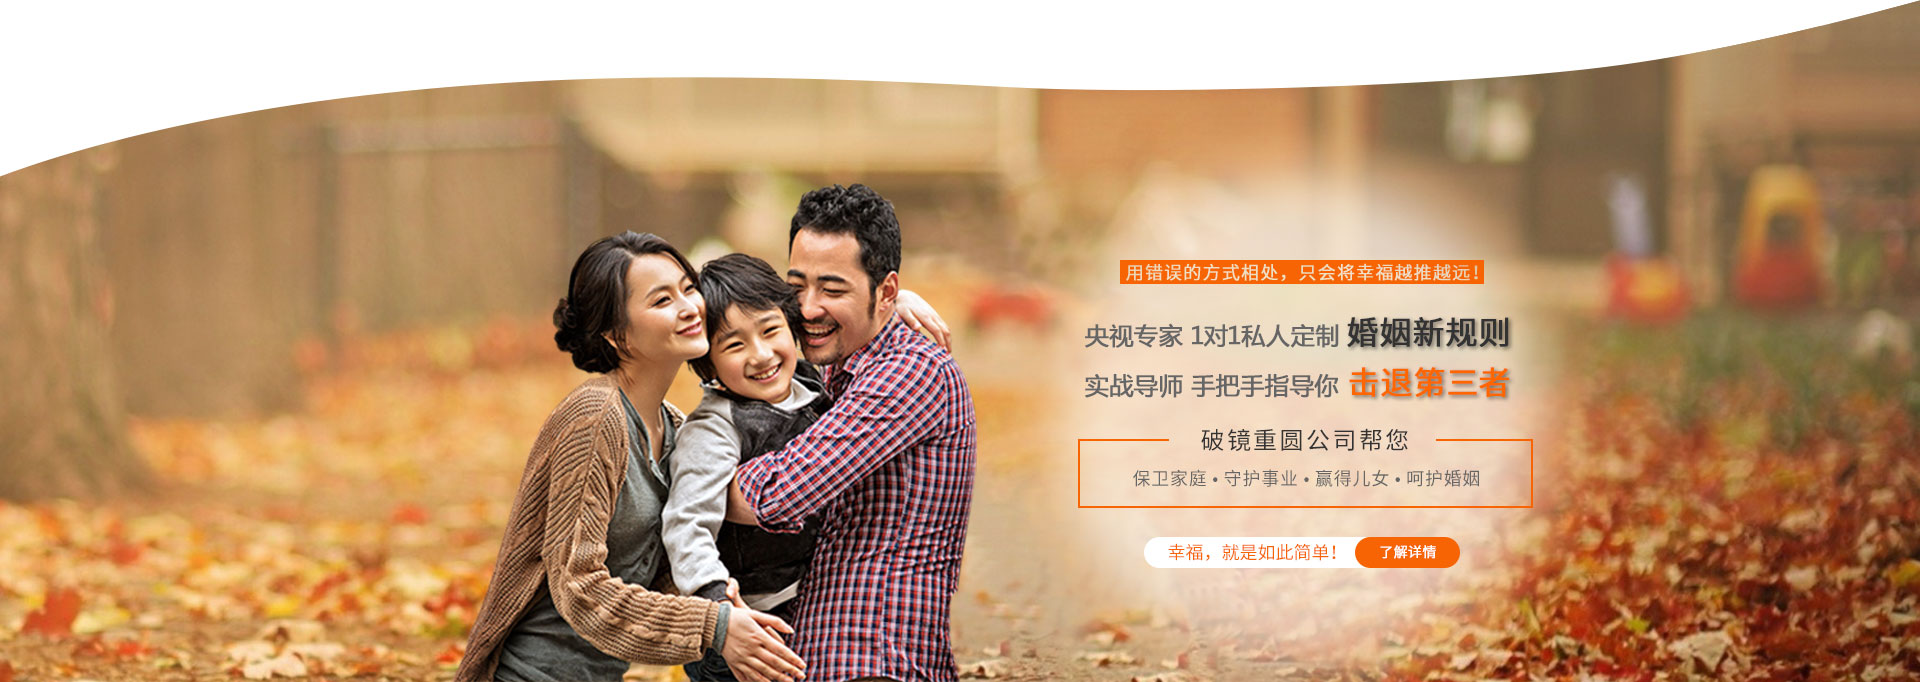 用错误的方式相处，只会将幸福越推越远！
央视专家 1对1私人定制 婚姻新规则
实战导师 手把手指导你 击退第三者
破镜重圆公司帮您
保卫家庭•守护事业•赢得儿女•呵护婚姻
幸福，就是如此简单！ 了解详情